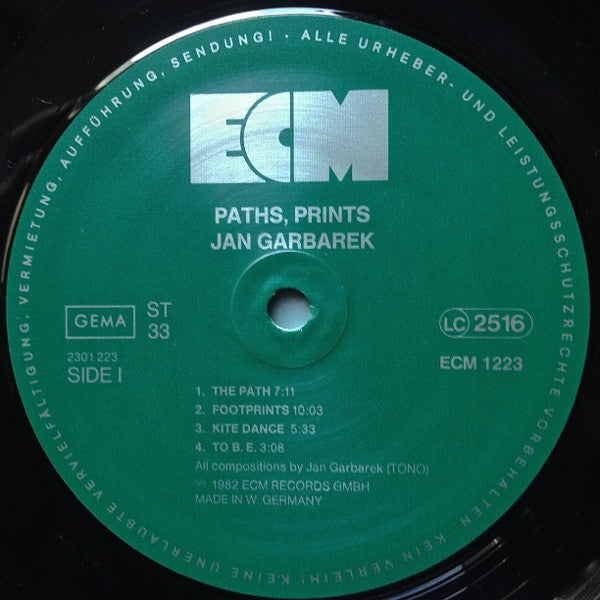 ALLE URHEBER- UND LEISTUNGSSCHUTZRECHTE VORBEHALTEN. KEIN VERLEIH! KEINE UNERLAUBTE VERVIELFÄLTIGUNG, VERMIETUNG, AUFFÜHRUNG, SENDUNG! ·
ECM
PATHS, PRINTS
JAN GARBAREK
GEMA
ST
33
LC 2516
2301 223
SIDE I
ECM 1223
1. THE PATH 7:11
2. FOOTPRINTS 10:03
3. KITE DANCE 5:33
4. TO B. E. 3:08
All compositions by Jan Garbarek (TONO)
℗ 1982 ECM RECORDS GMBH
MADE IN W. GERMANY